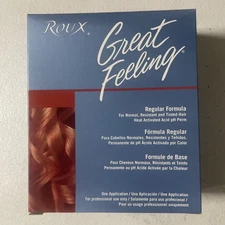 ROUX
Great
Feeling
Regular Formula
For Normal, Resistant and Tinted Hair
Heat Activated Acid pH Perm
Fórmula Regular
Para Cabellos Normales, Resistentes y Teñidos,
Permanente de pH Ácido Activado por Calor
Formule de Base
Pour Cheveux Normaux, Résistants et Teints
Permanente au pH Acide Activée par la Chaleur
One Application / Una Aplicación / Une Application
For professional use only / Solamente para uso profesional /
Pour un usage professionnel uniquement